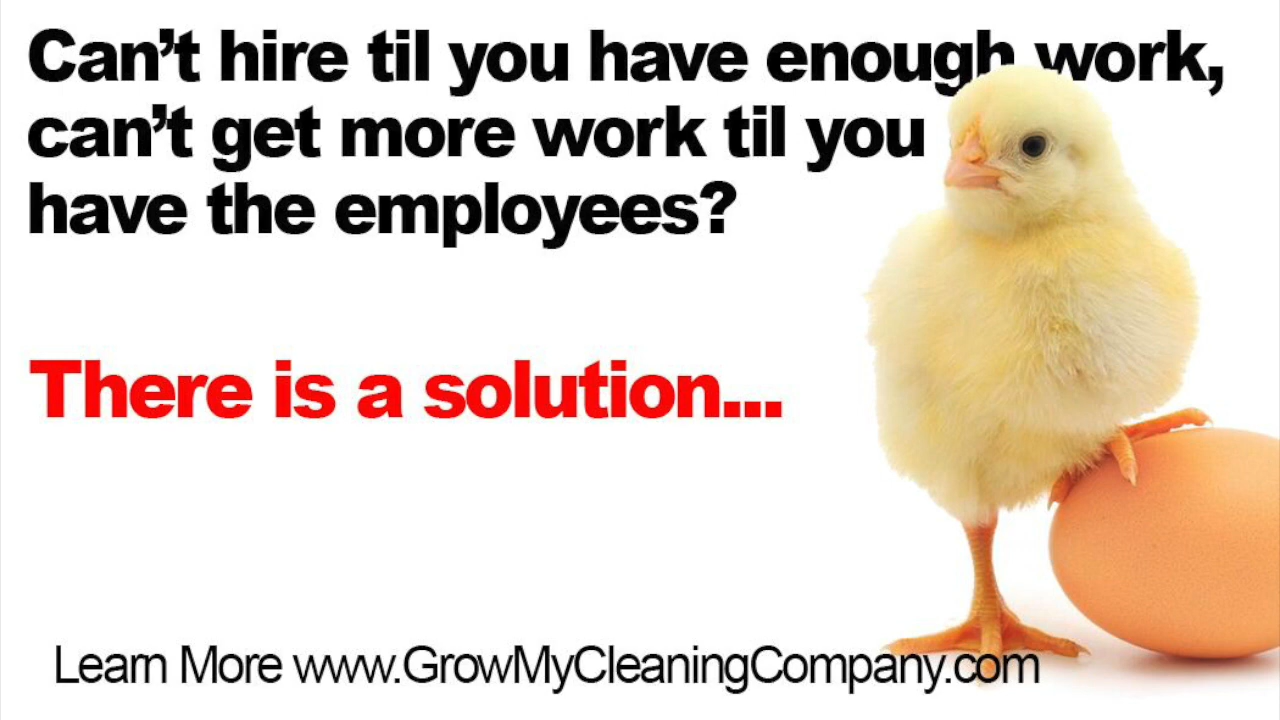 Can’t hire til you have enough work,
can’t get more work til you
have the employees?
There is a solution...
Learn More www.GrowMyCleaningCompany.com